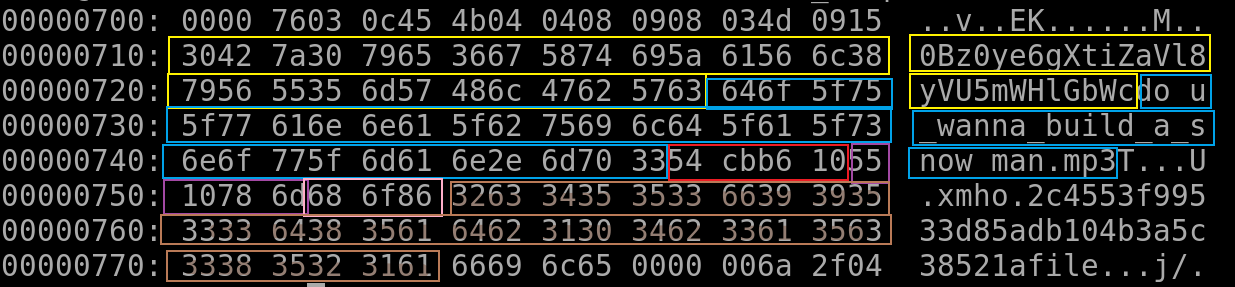 00000700: 0000 7603 0c45 4b04 0408 0908 034d 0915 ..v..EK......M..
00000710: 3042 7a30 7965 3667 5874 695a 6156 6c38 0Bz0ye6gXtiZaVl8
00000720: 7956 5535 6d57 486c 4762 5763 646f 5f75 yVU5mWHlGbWcdo_u
00000730: 5f77 616e 6e61 5f62 7569 6c64 5f61 5f73 _wanna_build_a_s
00000740: 6e6f 775f 6d61 6e2e 6d70 3354 cbb6 1055 now_man.mp3T...U
00000750: 1078 6d68 6f86 3263 3435 3533 6639 3935 .xmho.2c4553f995
00000760: 3333 6438 3561 6462 3130 3462 3361 3563 33d85adb104b3a5c
00000770: 3338 3532 3161 6669 6c65 0000 006a 2f04 38521afile...j/.